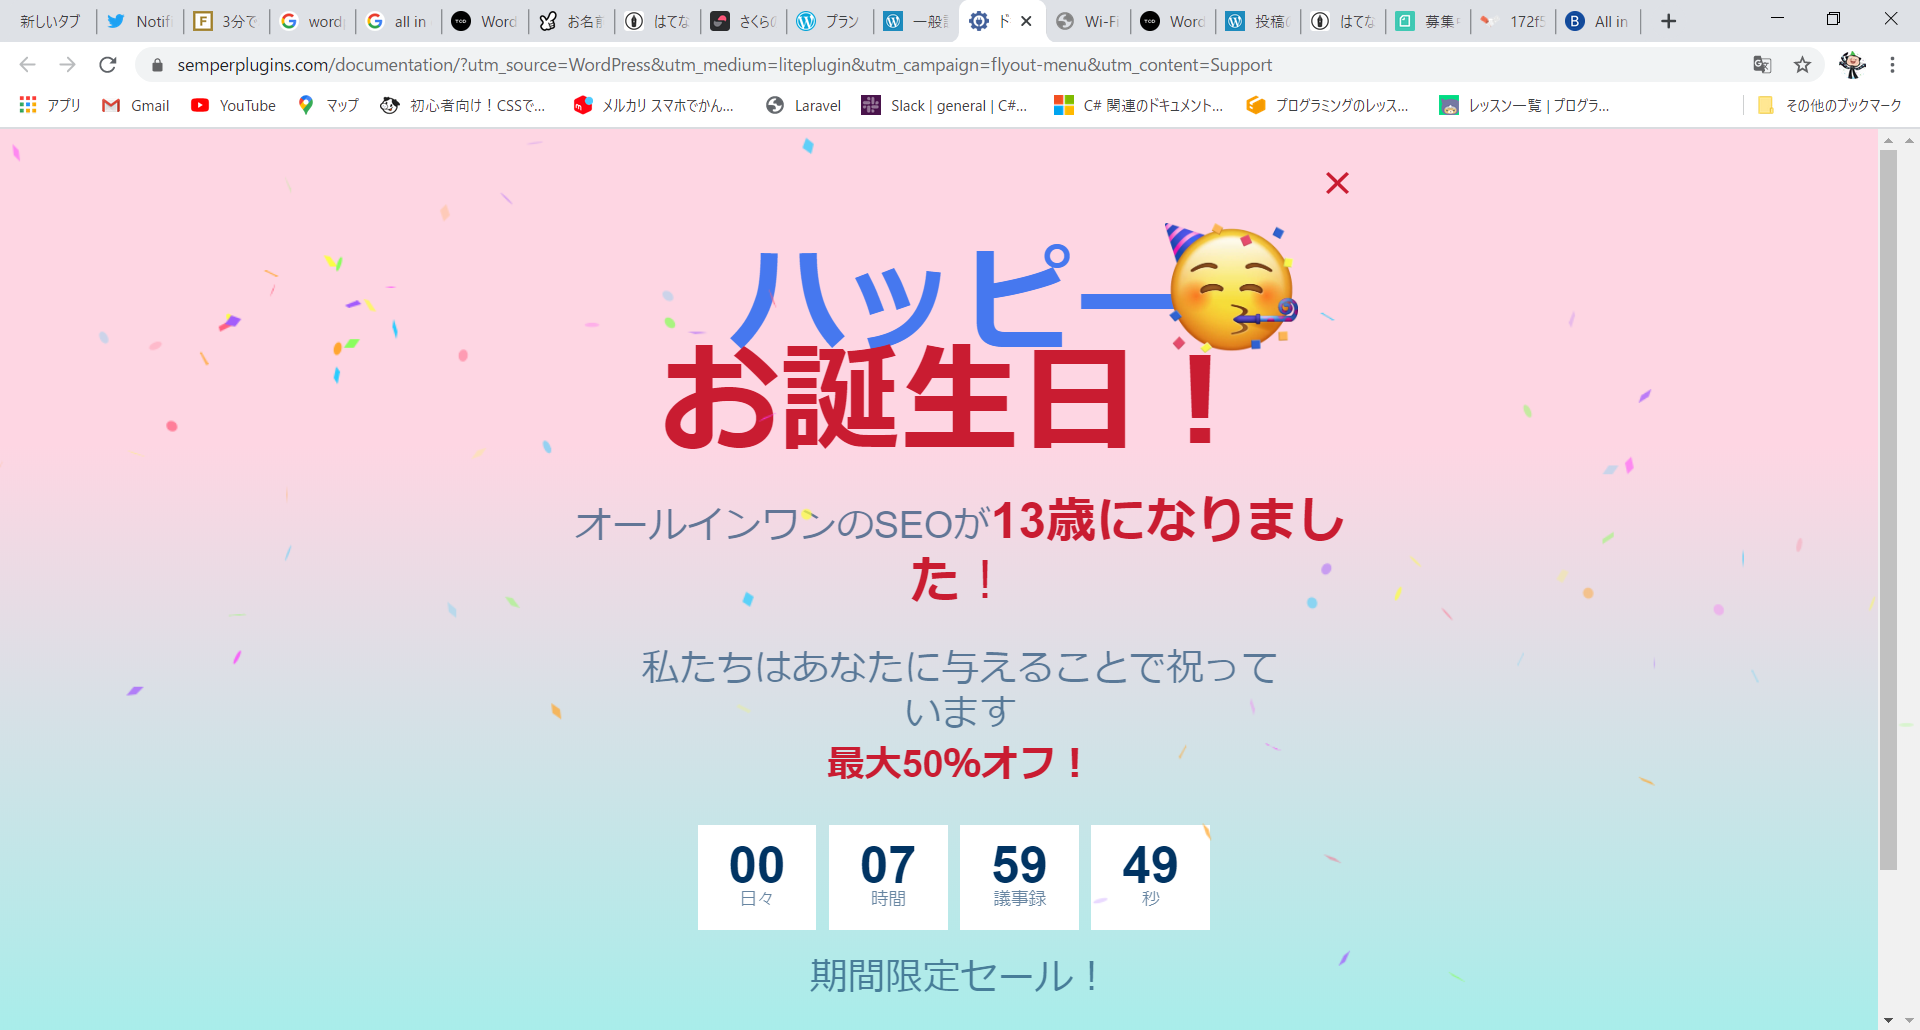 新しいタブ
Notifi
3分で
word
all in
Word
お名前
はてな
さくらの
プラン
一般設
ド
Wi-Fi
Word
投稿の
はてな
募集中
172f5
All in
semperplugins.com/documentation/?utm_source=WordPress&utm_medium=liteplugin&utm_campaign=flyout-menu&utm_content=Support
アプリ
Gmail
YouTube
マップ
初心者向け！CSSで...
メルカリ スマホでかん...
Laravel
Slack | general | C#...
C# 関連のドキュメント...
プログラミングのレッス...
レッスン一覧 | プログラ...
その他のブックマーク
ハッピー
お誕生日！
オールインワンのSEOが13歳になりまし
た！
私たちはあなたに与えることで祝って
います
最大50％オフ！
00 07 59 49
日々 時間 議事録 秒
期間限定セール！